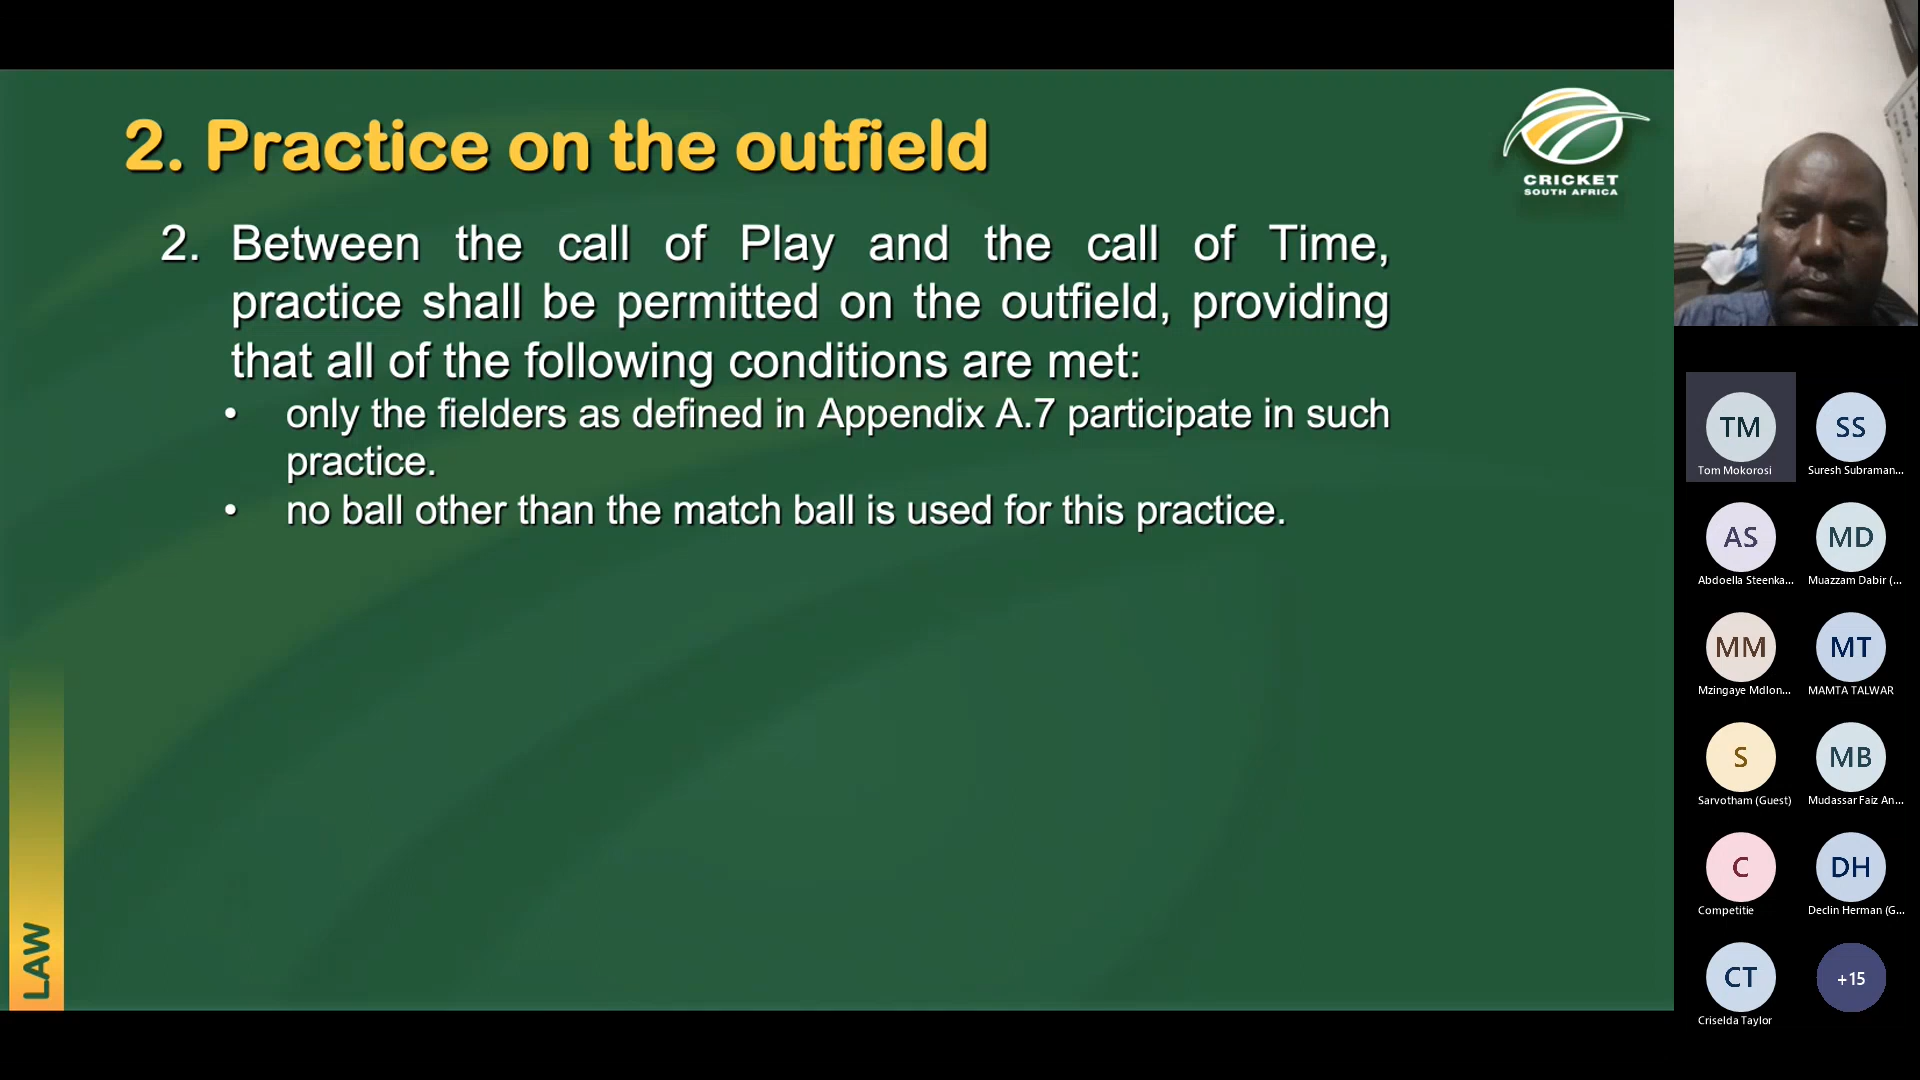 2. Practice on the outfield
CRICKET
SOUTH AFRICA
2. Between the call of Play and the call of Time,
practice shall be permitted on the outfield, providing
that all of the following conditions are met:
• only the fielders as defined in Appendix A.7 participate in such
practice.
• no ball other than the match ball is used for this practice.
LAW
TM
Tom Mokorosi
SS
Suresh Subraman...
AS
Abdoella Steenka...
MD
Muazzam Dabir (...
MM
Mzingaye Mdlon...
MT
MAMTA TALWAR
S
Sarvotham (Guest)
MB
Mudassar Faiz An...
C
Competitie
DH
Declin Herman (G...
CT
Criselda Taylor
+15